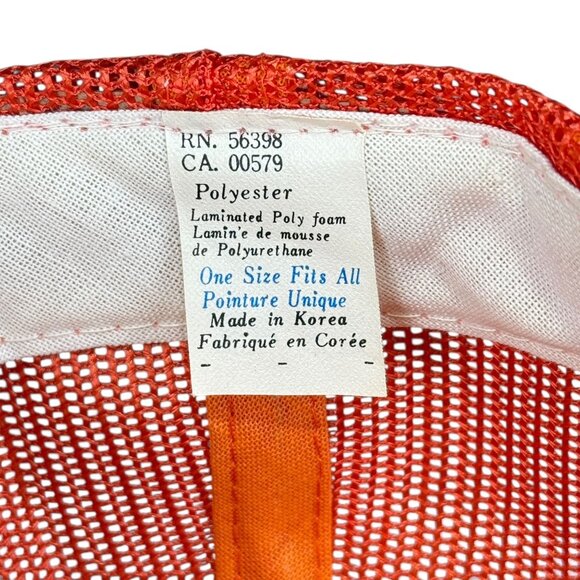 RN. 56398
CA. 00579
Polyester
Laminated Poly foam
Lamin'e de mousse
de Polyurethane
One Size Fits All
Pointure Unique
Made in Korea
Fabriqué en Corée